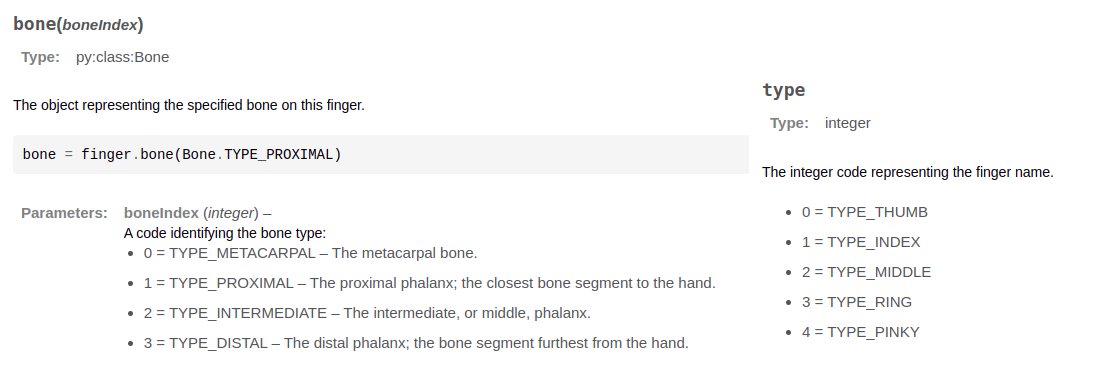 bone(boneIndex)
Type: py:class:Bone
The object representing the specified bone on this finger.
bone = finger.bone(Bone.TYPE_PROXIMAL)
Parameters: boneIndex (integer) –
A code identifying the bone type:
• 0 = TYPE_METACARPAL – The metacarpal bone.
• 1 = TYPE_PROXIMAL – The proximal phalanx; the closest bone segment to the hand.
• 2 = TYPE_INTERMEDIATE – The intermediate, or middle, phalanx.
• 3 = TYPE_DISTAL – The distal phalanx; the bone segment furthest from the hand.
type
Type: integer
The integer code representing the finger name.
• 0 = TYPE_THUMB
• 1 = TYPE_INDEX
• 2 = TYPE_MIDDLE
• 3 = TYPE_RING
• 4 = TYPE_PINKY